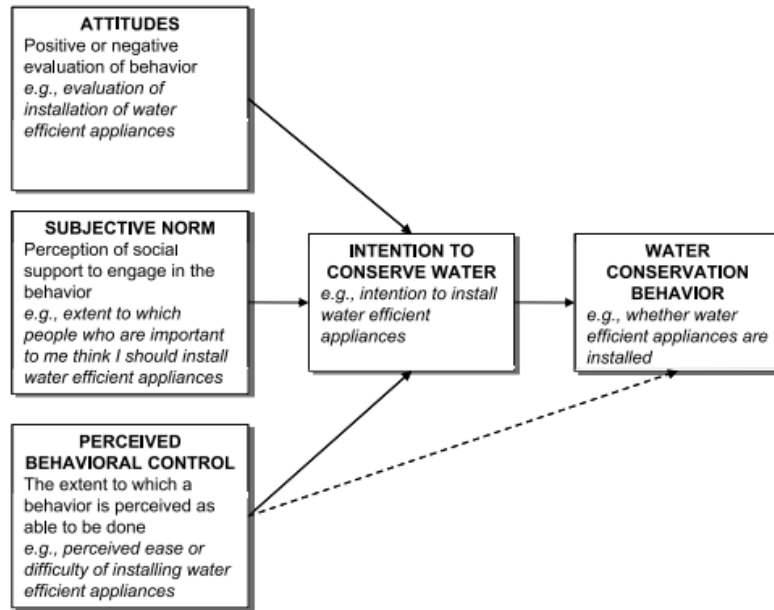 ATTITUDES
Positive or negative
evaluation of behavior
e.g., evaluation of
installation of water
efficient appliances
SUBJECTIVE NORM
Perception of social
support to engage in the
behavior
e.g., extent to which
people who are important
to me think I should install
water efficient appliances
PERCEIVED
BEHAVIORAL CONTROL
The extent to which a
behavior is perceived as
able to be done
e.g., perceived ease or
difficulty of installing water
efficient appliances
INTENTION TO
CONSERVE WATER
e.g., intention to install
water efficient
appliances
WATER
CONSERVATION
BEHAVIOR
e.g., whether water
efficient appliances are
installed